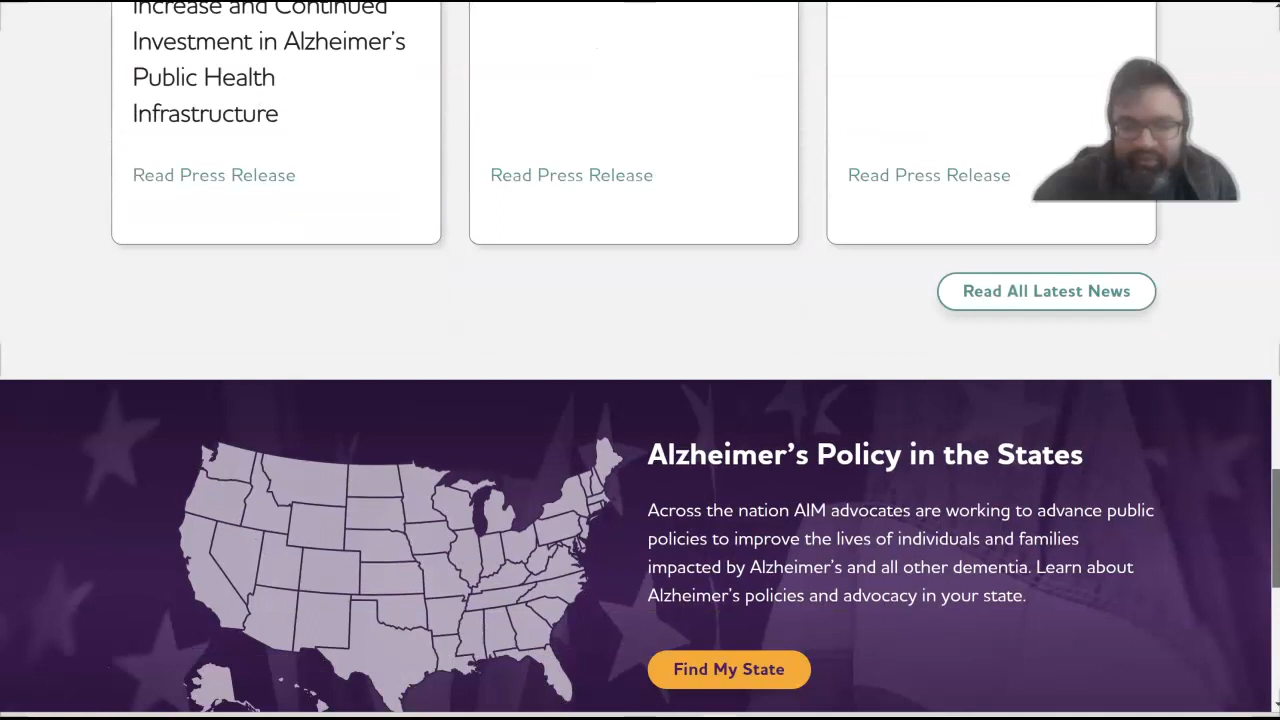 Increase and Continued
Investment in Alzheimer’s
Public Health
Infrastructure
Read Press Release
Read Press Release
Read Press Release
Read All Latest News
Alzheimer’s Policy in the States
Across the nation AIM advocates are working to advance public
policies to improve the lives of individuals and families
impacted by Alzheimer’s and all other dementia. Learn about
Alzheimer’s policies and advocacy in your state.
Find My State